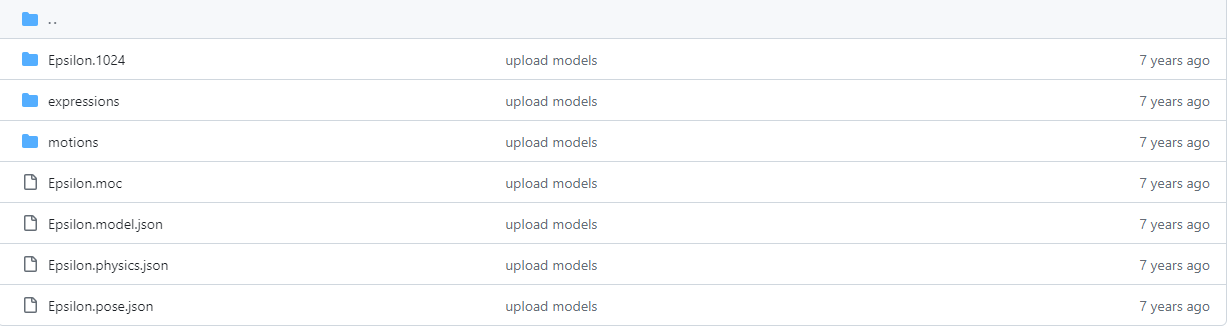 ..
Epsilon.1024 upload models 7 years ago
expressions upload models 7 years ago
motions upload models 7 years ago
Epsilon.moc upload models 7 years ago
Epsilon.model.json upload models 7 years ago
Epsilon.physics.json upload models 7 years ago
Epsilon.pose.json upload models 7 years ago